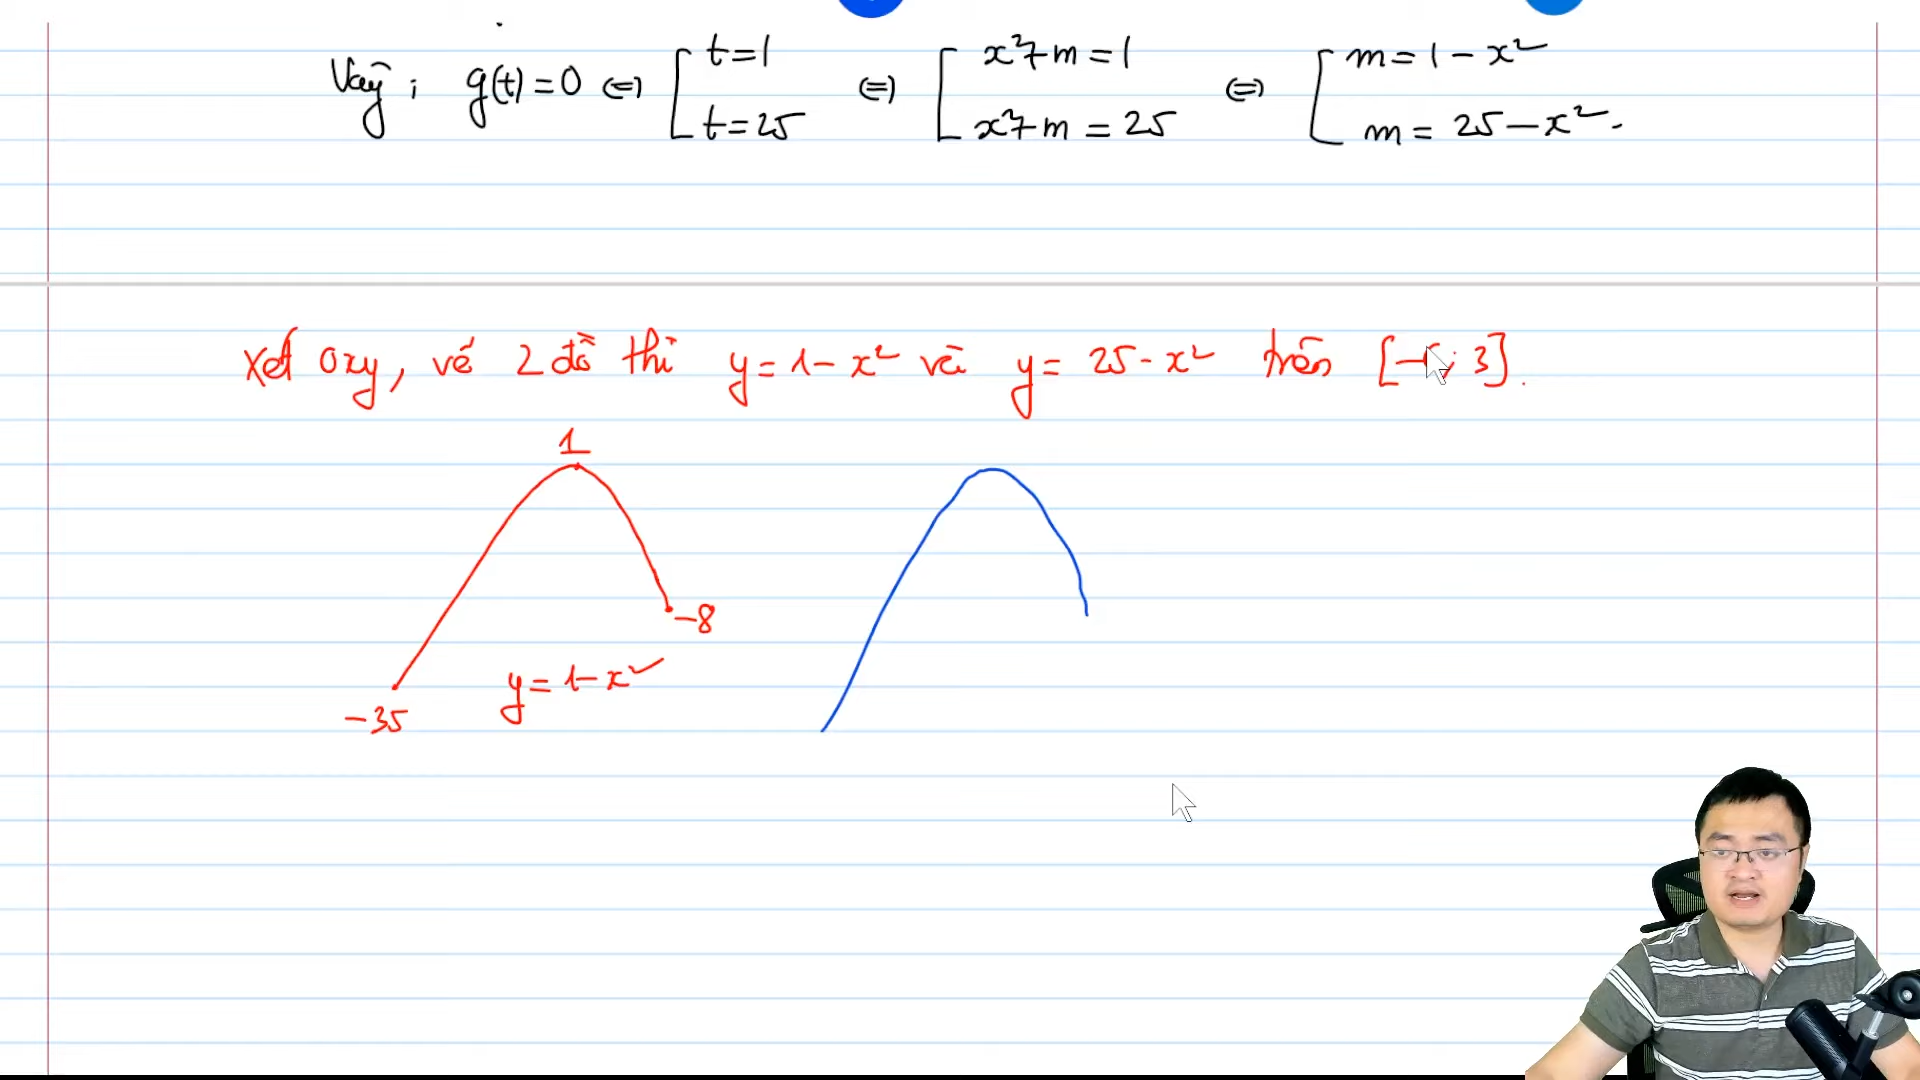 Vậy; g(t) = 0 ⇔ [ t = 1 ⇔ [ x² + m = 1 ⇔ [ m = 1 - x²
t = 25 x² + m = 25 m = 25 - x².
Xét Oxy, vẽ 2 đồ thị y = 1 - x² và y = 25 - x² trên [- ; 3].
1
-8
y = 1 - x²
-35